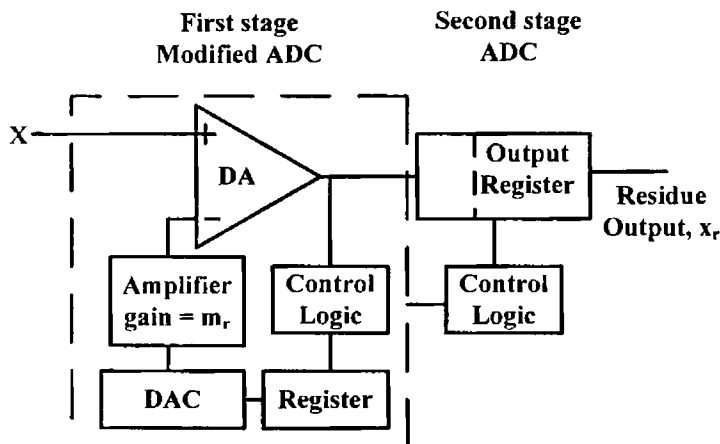 First stage
Modified ADC
Second stage
ADC
X
+
DA
−
Output
Register
Residue
Output, xᵣ
Amplifier
gain = mᵣ
Control
Logic
Control
Logic
DAC
Register